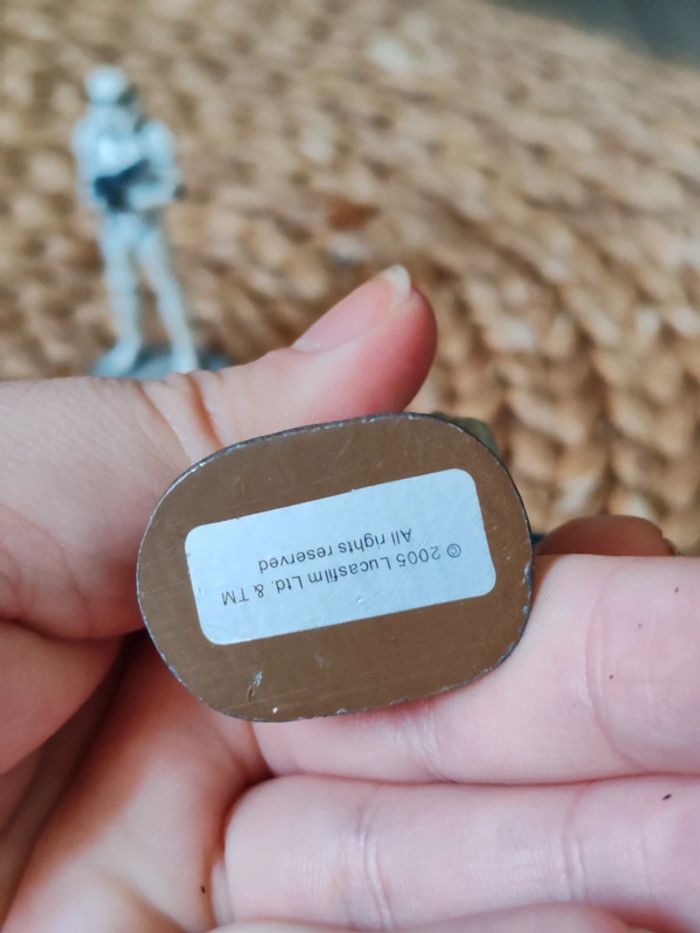 © 2005 Lucasfilm Ltd. & TM
All rights reserved